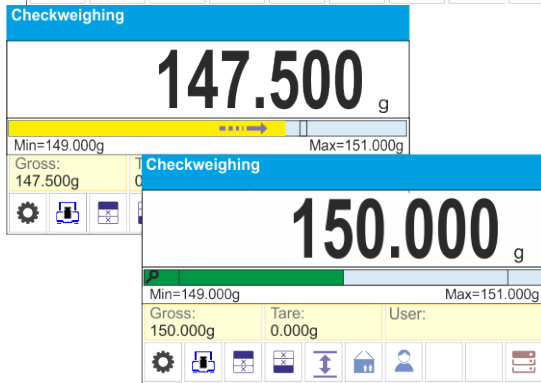 Checkweighing
147.500 g
Min=149.000g Max=151.000g
Gross:
147.500g
Checkweighing
150.000 g
Min=149.000g Max=151.000g
Gross: Tare: User:
150.000g 0.000g